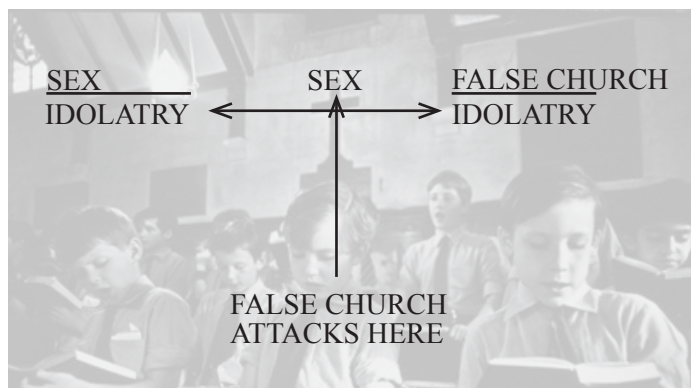 SEX
IDOLATRY
SEX
FALSE CHURCH
IDOLATRY
FALSE CHURCH
ATTACKS HERE